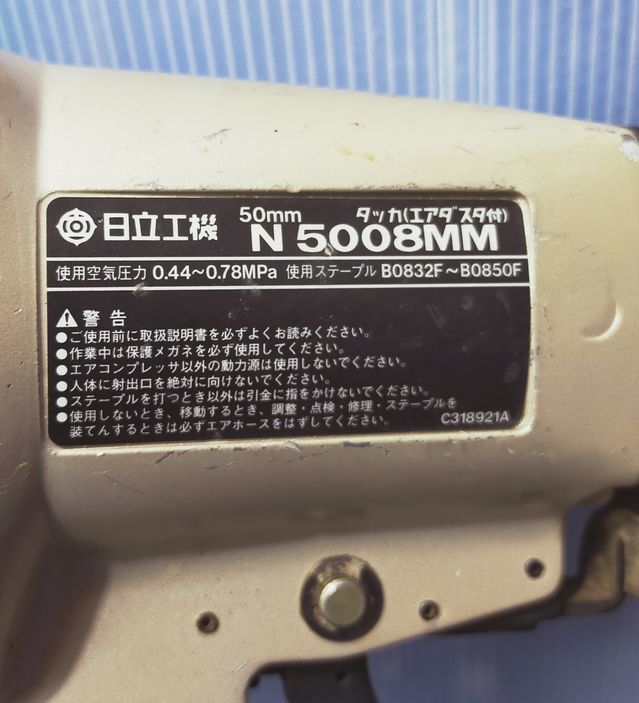 日立工機 50mm タッカ(エアダスタ付)
N 5008MM
使用空気圧力 0.44～0.78MPa 使用ステープル B0832F～B0850F
警告
●ご使用前に取扱説明書を必ずよくお読みください。
●作業中は保護メガネを必ず使用してください。
●エアコンプレッサ以外の動力源は使用しないでください。
●人体に射出口を絶対に向けないでください。
●ステープルを打つとき以外は引金に指をかけないでください。
●使用しないとき、移動するとき、調整・点検・修理・ステープルを
装てんするときは必ずエアホースをはずしてください。
C318921A